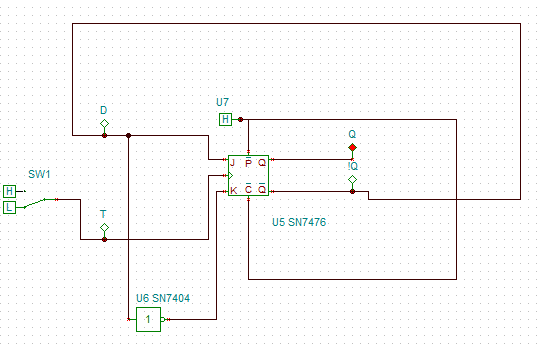 D
U7
H
Q
!Q
SW1
H
L
T
J P̅ Q
K C̅ Q̅
U5 SN7476
U6 SN7404
1